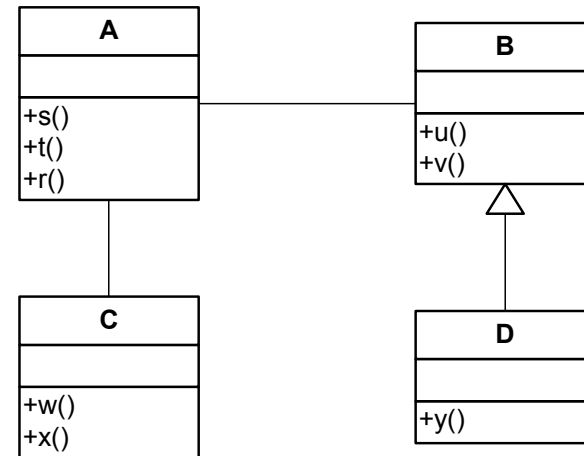 A
+s()
+t()
+r()
B
+u()
+v()
C
+w()
+x()
D
+y()